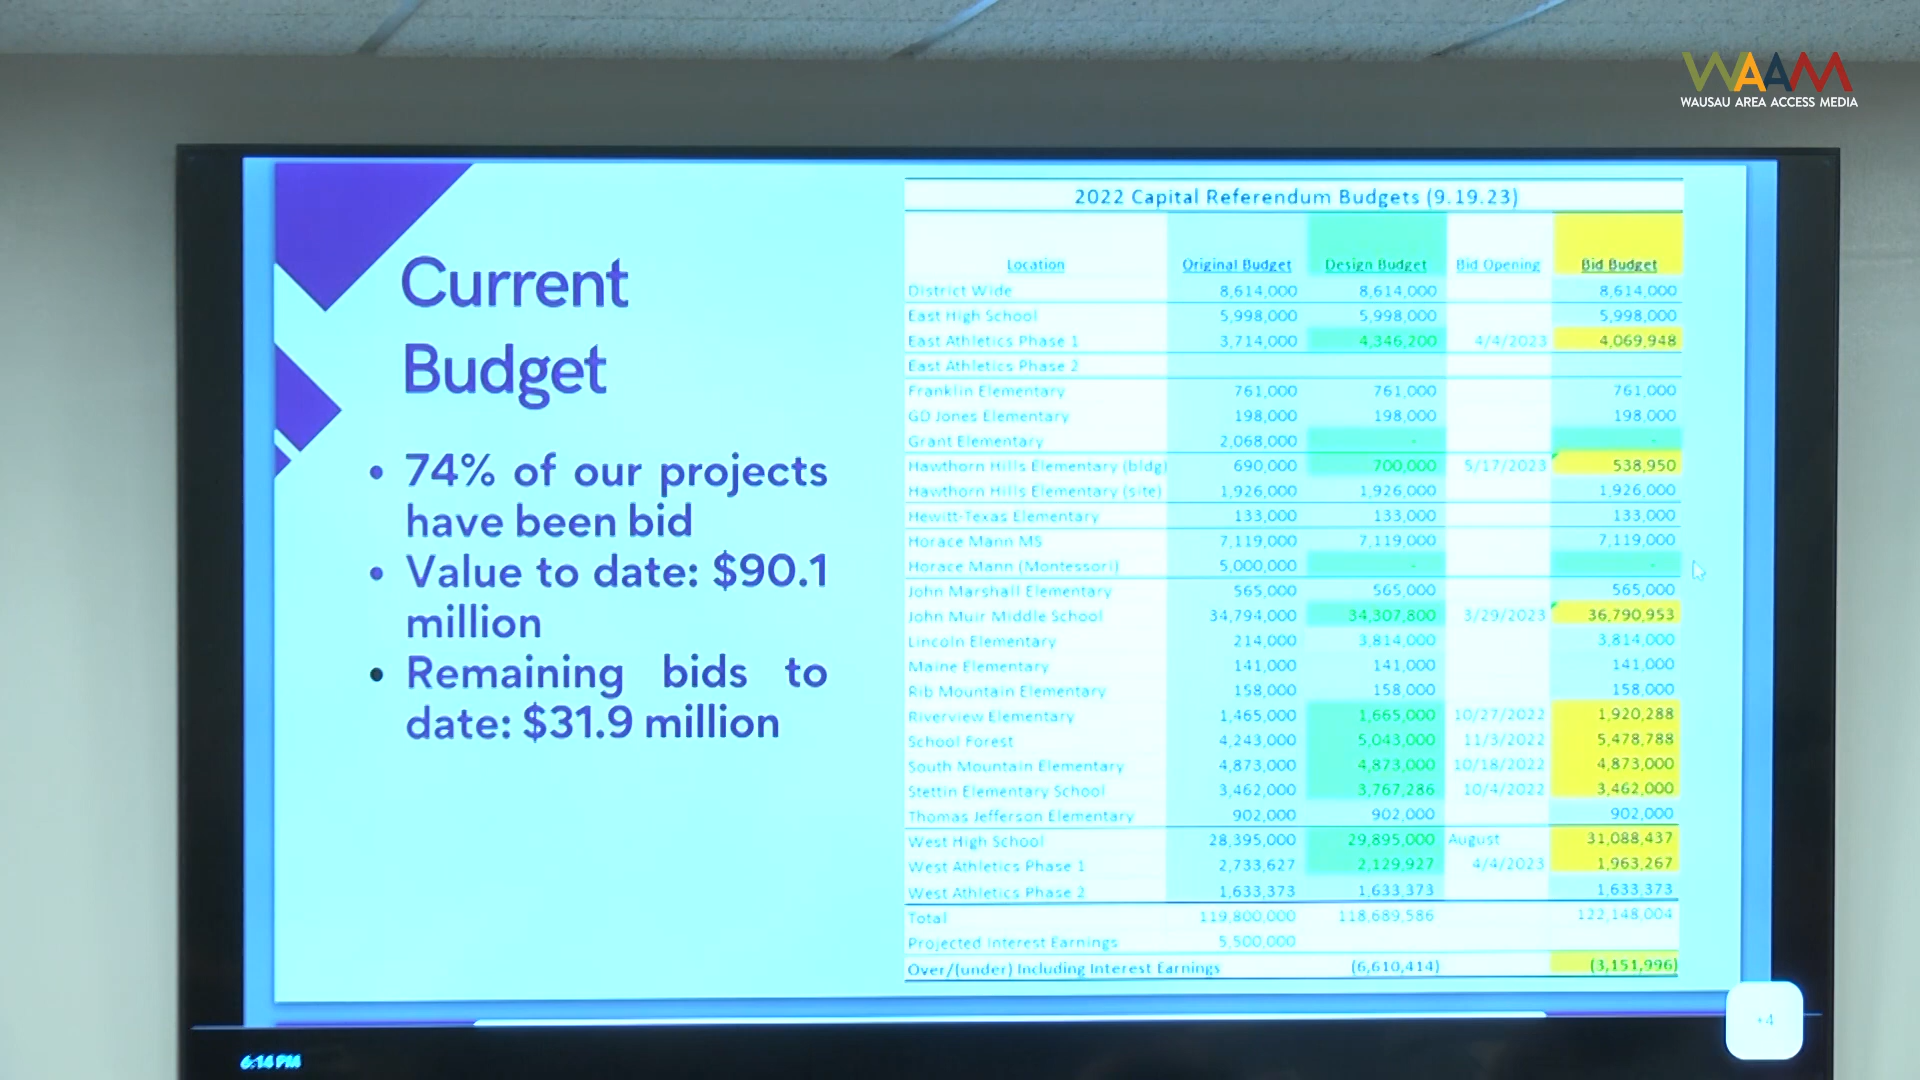 WAAM
WAUSAU AREA ACCESS MEDIA
Current
Budget
• 74% of our projects
have been bid
• Value to date: $90.1
million
• Remaining bids to
date: $31.9 million
2022 Capital Referendum Budgets (9.19.23)
Location Original Budget Design Budget Bid Opening Bid Budget
District Wide 8,614,000 8,614,000 8,614,000
East High School 5,998,000 5,998,000 5,998,000
East Athletics Phase 1 3,714,000 4,346,200 4/4/2023 4,069,948
East Athletics Phase 2
Franklin Elementary 761,000 761,000 761,000
GD Jones Elementary 198,000 198,000 198,000
Grant Elementary 2,068,000 - -
Hawthorn Hills Elementary (bldg) 690,000 700,000 5/17/2023 538,950
Hawthorn Hills Elementary (site) 1,926,000 1,926,000 1,926,000
Hewitt-Texas Elementary 133,000 133,000 133,000
Horace Mann MS 7,119,000 7,119,000 7,119,000
Horace Mann (Montessori) 5,000,000 - -
John Marshall Elementary 565,000 565,000 565,000
John Muir Middle School 34,794,000 34,307,800 3/29/2023 36,790,953
Lincoln Elementary 214,000 3,814,000 3,814,000
Maine Elementary 141,000 141,000 141,000
Rib Mountain Elementary 158,000 158,000 158,000
Riverview Elementary 1,465,000 1,665,000 10/27/2022 1,920,288
School Forest 4,243,000 5,043,000 11/3/2022 5,478,788
South Mountain Elementary 4,873,000 4,873,000 10/18/2022 4,873,000
Stettin Elementary School 3,462,000 3,767,286 10/4/2022 3,462,000
Thomas Jefferson Elementary 902,000 902,000 902,000
West High School 28,395,000 29,895,000 August 31,088,437
West Athletics Phase 1 2,733,627 2,129,927 4/4/2023 1,963,267
West Athletics Phase 2 1,633,373 1,633,373 1,633,373
Total 119,800,000 118,689,586 122,148,004
Projected Interest Earnings 5,500,000
Over/(under) Including Interest Earnings (6,610,414) (3,151,996)
6:14 PM